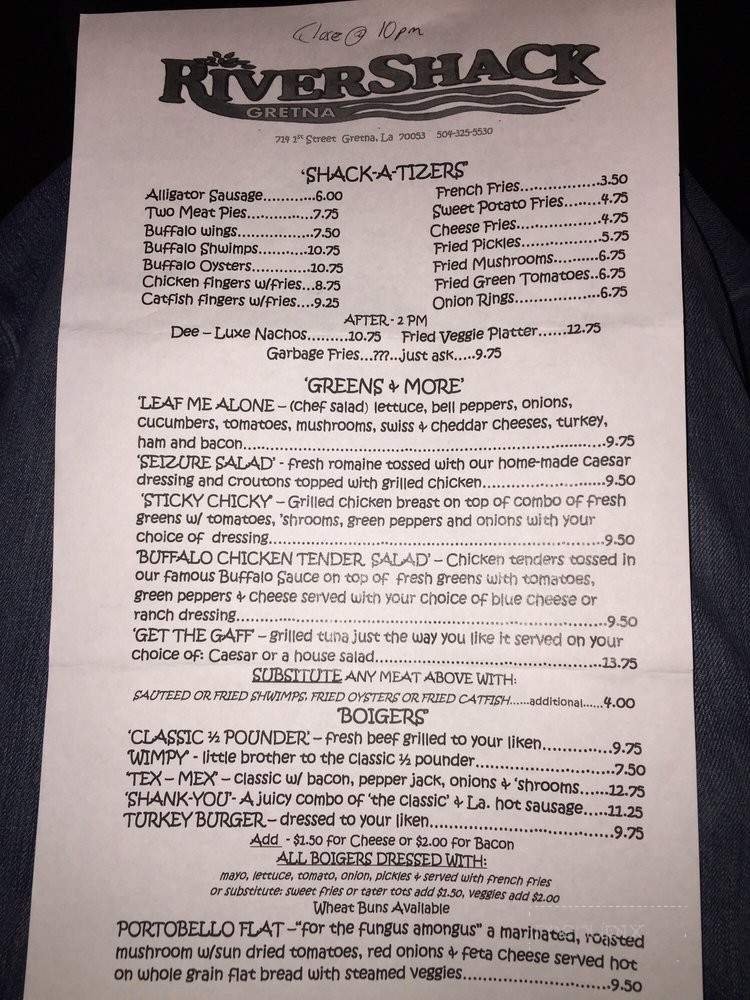 Close @ 10pm
RIVERSHACK
GRETNA
714 1st Street Gretna, La 70053 504-325-5530
'SHACK-A-TIZERS'
Alligator Sausage............6.00
Two Meat Pies.............7.75
Buffalo wings..............7.50
Buffalo Shwimps..........10.75
Buffalo Oysters............10.75
Chicken fingers w/fries...8.75
Catfish fingers w/fries....9.25
French Fries.................3.50
Sweet Potato Fries.......4.75
Cheese Fries.................4.75
Fried Pickles................5.75
Fried Mushrooms.........6.75
Fried Green Tomatoes..6.75
Onion Rings.................6.75
AFTER - 2 PM
Dee – Luxe Nachos.........10.75 Fried Veggie Platter......12.75
Garbage Fries...???...just ask.....9.75
'GREENS & MORE'
'LEAF ME ALONE – (chef salad) lettuce, bell peppers, onions,
cucumbers, tomatoes, mushrooms, swiss & cheddar cheeses, turkey,
ham and bacon.................................................................9.75
'SEIZURE SALAD' - fresh romaine tossed with our home-made caesar
dressing and croutons topped with grilled chicken.........................9.50
'STICKY CHICKY' – Grilled chicken breast on top of combo of fresh
greens w/ tomatoes, 'shrooms, green peppers and onions with your
choice of dressing............................................................9.50
'BUFFALO CHICKEN TENDER SALAD' – Chicken tenders tossed in
our famous Buffalo Sauce on top of fresh greens with tomatoes,
green peppers & cheese served with your choice of blue cheese or
ranch dressing.................................................................9.50
'GET THE GAFF' – grilled tuna just the way you like it served on your
choice of: Caesar or a house salad.........................................13.75
SUBSTITUTE ANY MEAT ABOVE WITH:
SAUTEED OR FRIED SHWIMPS, FRIED OYSTERS OR FRIED CATFISH......additional.....4.00
'BOIGERS'
'CLASSIC ½ POUNDER' – fresh beef grilled to your liken.............9.75
'WIMPY' - little brother to the classic ½ pounder.........................7.50
'TEX – MEX' – classic w/ bacon, pepper jack, onions & 'shrooms......12.75
'SHANK-YOU'- A juicy combo of 'the classic' & La. hot sausage.....11.25
TURKEY BURGER – dressed to your liken.................................9.75
Add - $1.50 for Cheese or $2.00 for Bacon
ALL BOIGERS DRESSED WITH:
mayo, lettuce, tomato, onion, pickles & served with french fries
or substitute: sweet fries or tater tots add $1.50, veggies add $2.00
Wheat Buns Available
PORTOBELLO FLAT –"for the fungus amongus" a marinated, roasted
mushroom w/sun dried tomatoes, red onions & feta cheese served hot
on whole grain flat bread with steamed veggies............................9.50